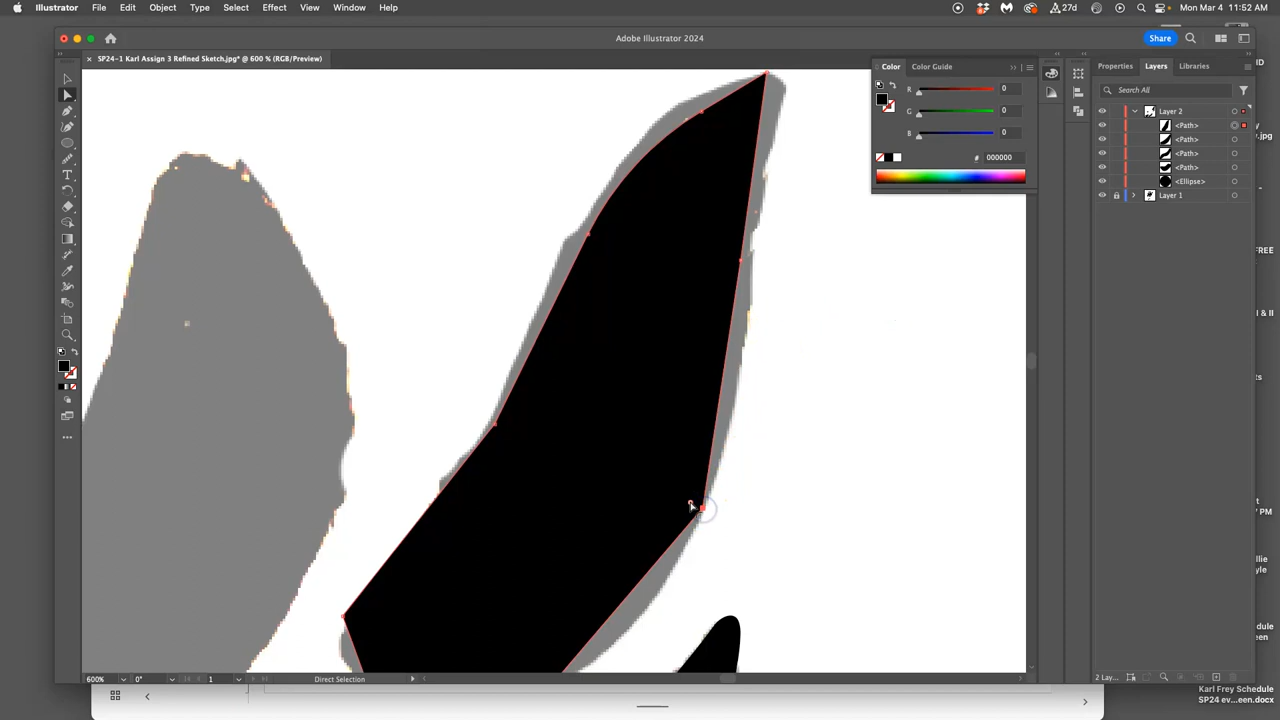 Illustrator File Edit Object Type Select Effect View Window Help
27d
Mon Mar 4 11:52 AM
Adobe Illustrator 2024
Share
× SP24-1 Karl Assign 3 Refined Sketch.jpg* @ 600 % (RGB/Preview)
Color Color Guide
R 0
G 0
B 0
# 000000
Properties Layers Libraries
Search All
Layer 2
<Path>
<Path>
<Path>
<Path>
<Ellipse>
Layer 1
600% 0° 1 Direct Selection
2 Lay...
Karl Frey Schedule
SP24 ev...een.docx